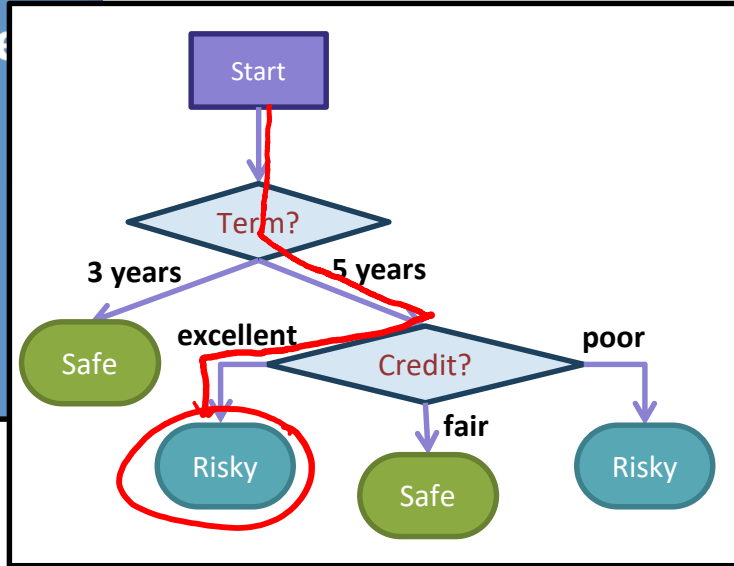 Start
Term?
3 years
5 years
Safe
excellent
Credit?
poor
Risky
fair
Safe
Risky